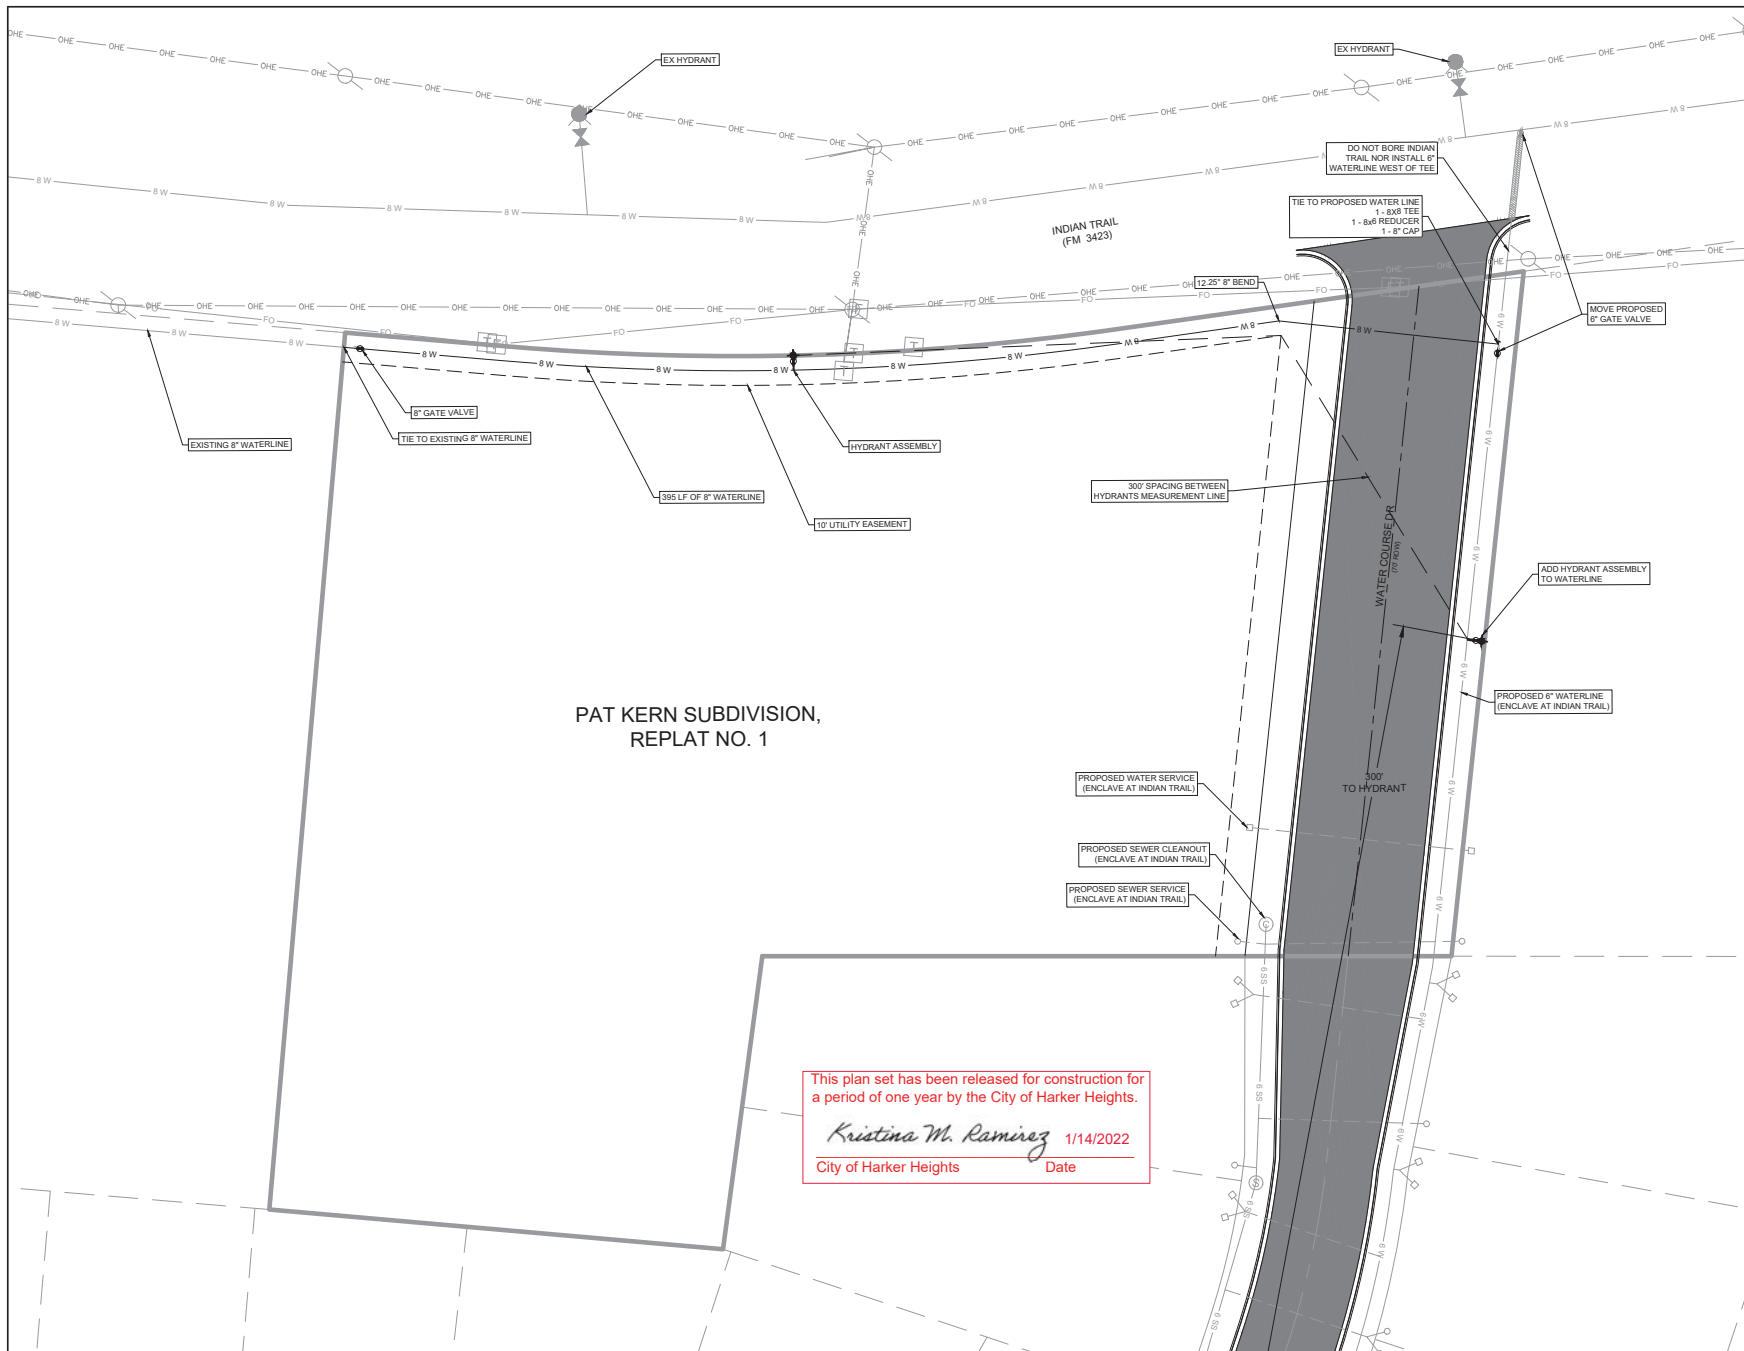 EX HYDRANT
EX HYDRANT
DO NOT BORE INDIAN
TRAIL NOR INSTALL 6"
WATERLINE WEST OF TEE
TIE TO PROPOSED WATER LINE
1 - 8X8 TEE
1 - 8x6 REDUCER
1 - 8" CAP
INDIAN TRAIL
(FM 3423)
12.25° 8" BEND
MOVE PROPOSED
6" GATE VALVE
8" GATE VALVE
TIE TO EXISTING 8" WATERLINE
EXISTING 8" WATERLINE
HYDRANT ASSEMBLY
395 LF OF 8" WATERLINE
10' UTILITY EASEMENT
300' SPACING BETWEEN
HYDRANTS MEASUREMENT LINE
WATER COURSE DR
(70' ROW)
ADD HYDRANT ASSEMBLY
TO WATERLINE
PROPOSED 6" WATERLINE
(ENCLAVE AT INDIAN TRAIL)
PAT KERN SUBDIVISION,
REPLAT NO. 1
300'
TO HYDRANT
PROPOSED WATER SERVICE
(ENCLAVE AT INDIAN TRAIL)
PROPOSED SEWER CLEANOUT
(ENCLAVE AT INDIAN TRAIL)
PROPOSED SEWER SERVICE
(ENCLAVE AT INDIAN TRAIL)
This plan set has been released for construction for
a period of one year by the City of Harker Heights.
Kristina M. Ramirez 1/14/2022
City of Harker Heights Date